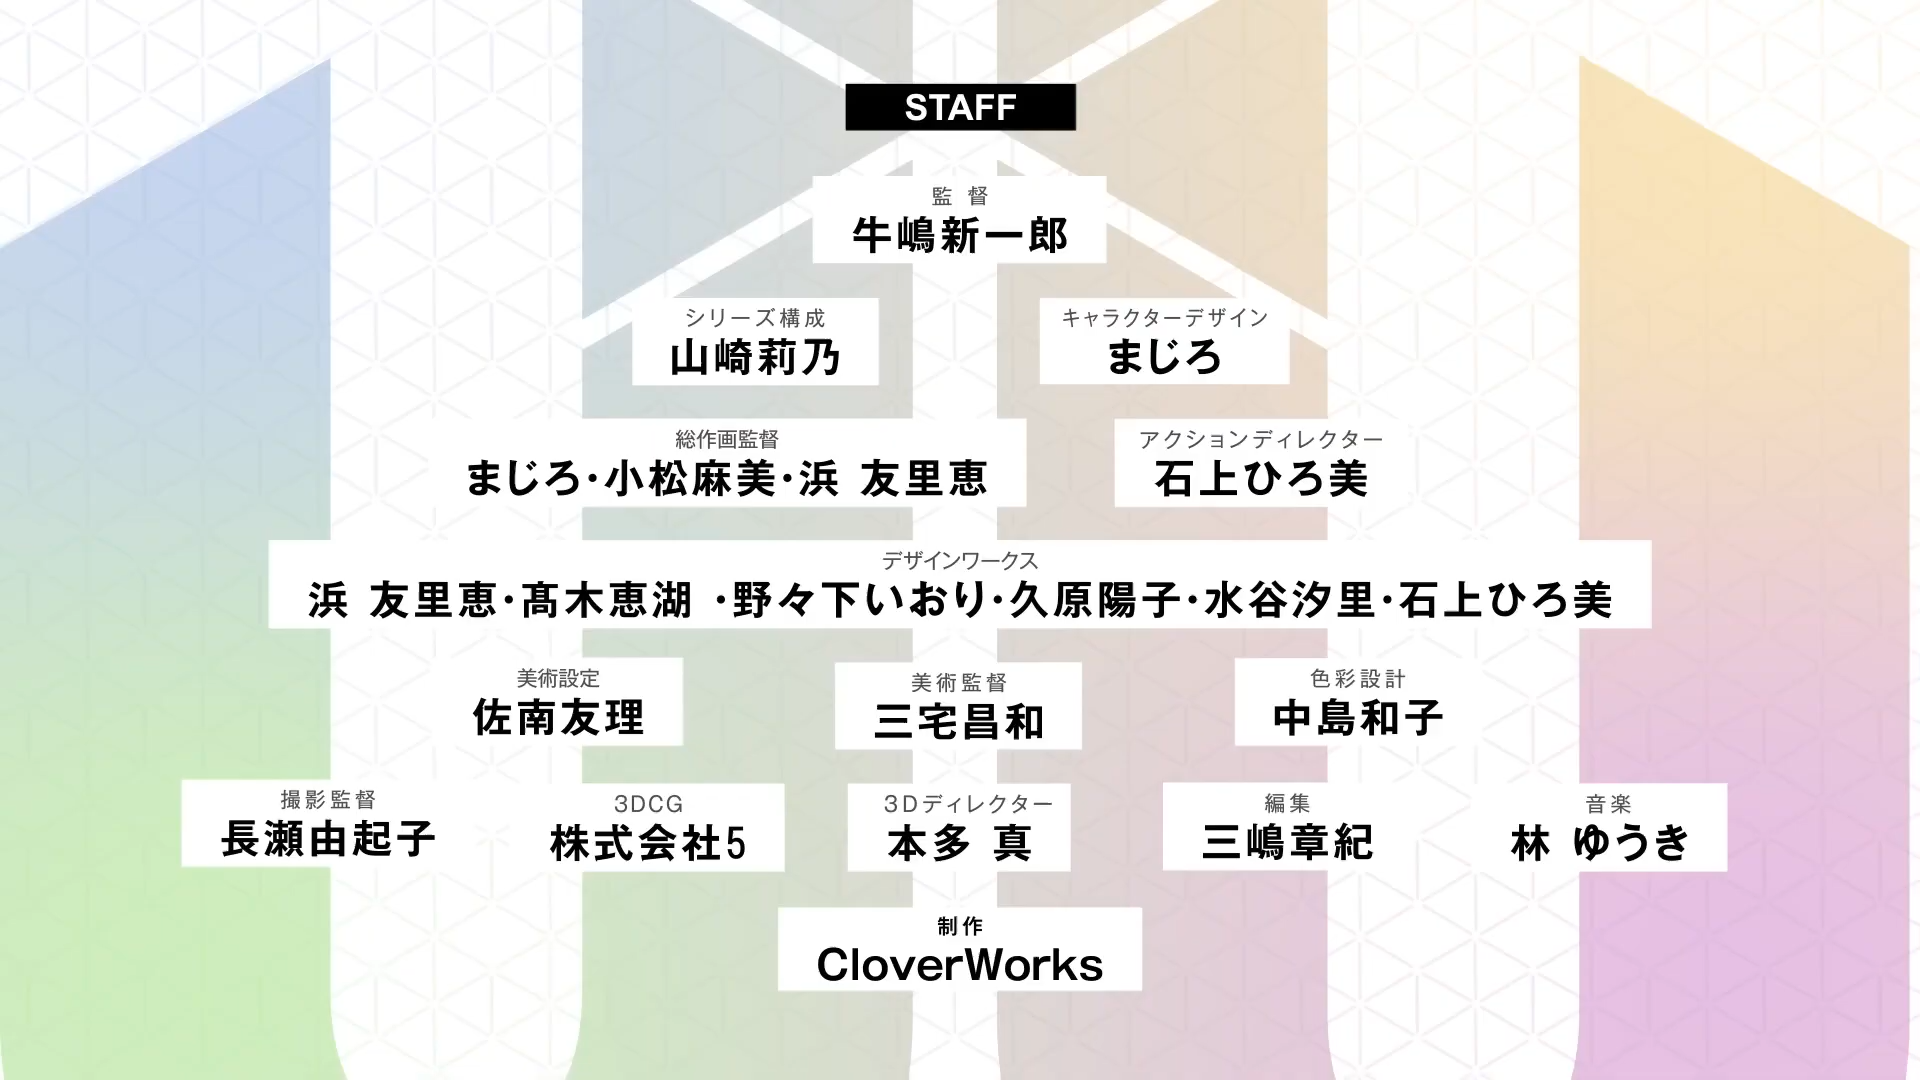 STAFF
監 督
牛嶋新一郎
シリーズ構成
山崎莉乃
キャラクターデザイン
まじろ
総作画監督
まじろ・小松麻美・浜 友里恵
アクションディレクター
石上ひろ美
デザインワークス
浜 友里恵・髙木恵湖 ・野々下いおり・久原陽子・水谷汐里・石上ひろ美
美術設定
佐南友理
美術監督
三宅昌和
色彩設計
中島和子
撮影監督
長瀬由起子
3DCG
株式会社5
3Dディレクター
本多 真
編集
三嶋章紀
音楽
林 ゆうき
制作
CloverWorks